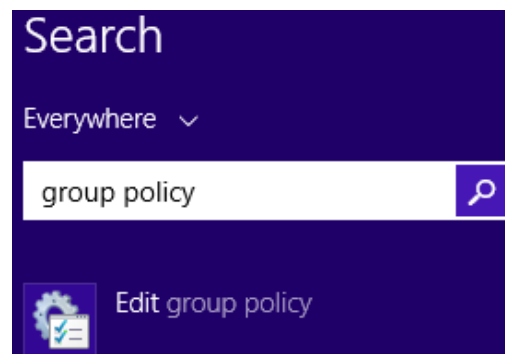 Search
Everywhere
group policy
Edit group policy